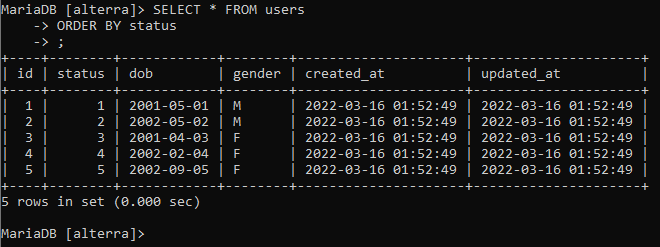 MariaDB [alterra]> SELECT * FROM users
    -> ORDER BY status
    -> ;
+----+--------+------------+--------+---------------------+---------------------+
| id | status | dob        | gender | created_at          | updated_at          |
+----+--------+------------+--------+---------------------+---------------------+
|  1 |      1 | 2001-05-01 | M      | 2022-03-16 01:52:49 | 2022-03-16 01:52:49 |
|  2 |      2 | 2002-05-02 | M      | 2022-03-16 01:52:49 | 2022-03-16 01:52:49 |
|  3 |      3 | 2001-04-03 | F      | 2022-03-16 01:52:49 | 2022-03-16 01:52:49 |
|  4 |      4 | 2002-02-04 | F      | 2022-03-16 01:52:49 | 2022-03-16 01:52:49 |
|  5 |      5 | 2002-09-05 | F      | 2022-03-16 01:52:49 | 2022-03-16 01:52:49 |
+----+--------+------------+--------+---------------------+---------------------+
5 rows in set (0.000 sec)
MariaDB [alterra]>